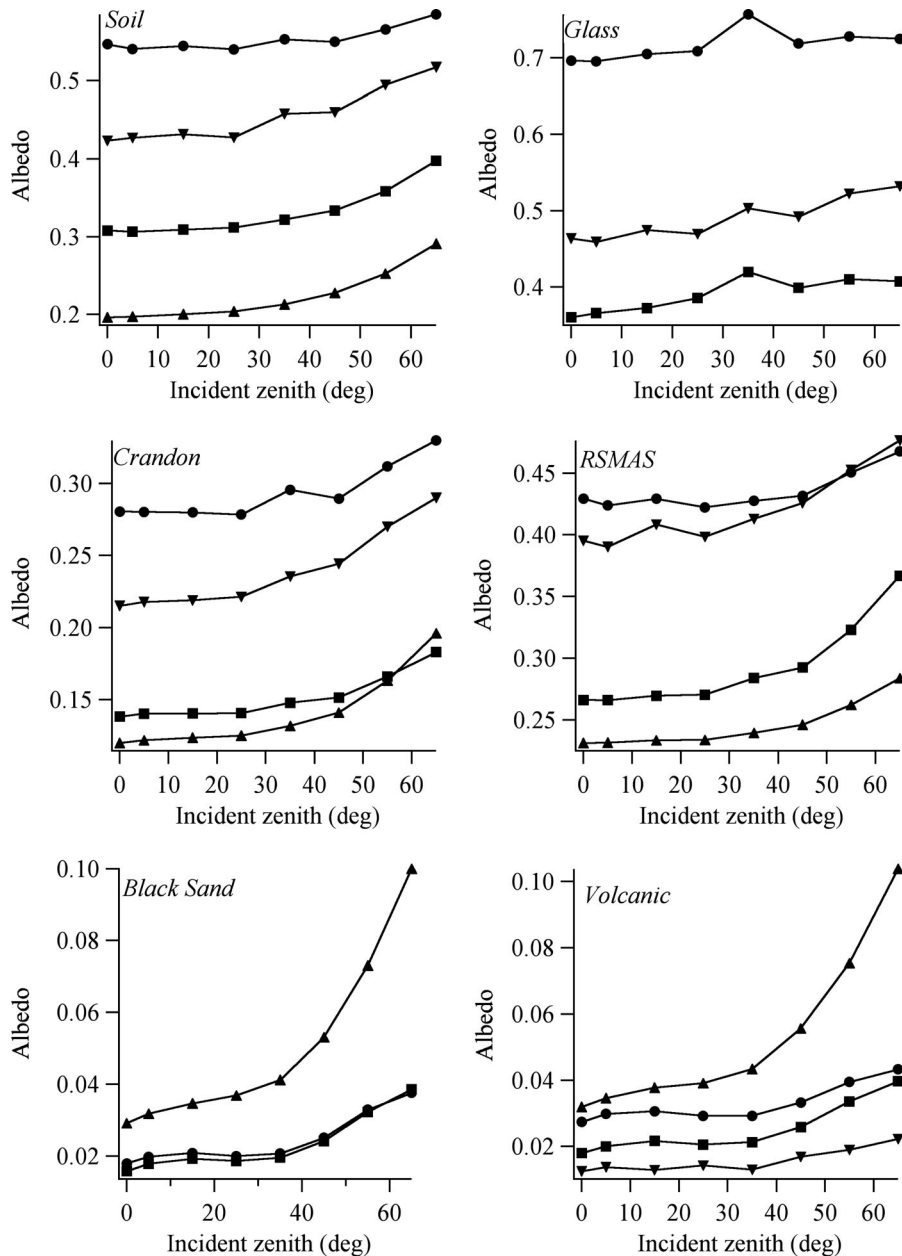 Soil
Albedo
0.5
0.4
0.3
0.2
0 10 20 30 40 50 60
Incident zenith (deg)
Glass
Albedo
0.7
0.6
0.5
0.4
0 10 20 30 40 50 60
Incident zenith (deg)
Crandon
Albedo
0.30
0.25
0.20
0.15
0 10 20 30 40 50 60
Incident zenith (deg)
RSMAS
Albedo
0.45
0.40
0.35
0.30
0.25
0 10 20 30 40 50 60
Incident zenith (deg)
Black Sand
Albedo
0.10
0.08
0.06
0.04
0.02
0 20 40 60
Incident zenith (deg)
Volcanic
Albedo
0.10
0.08
0.06
0.04
0.02
0 20 40 60
Incident zenith (deg)